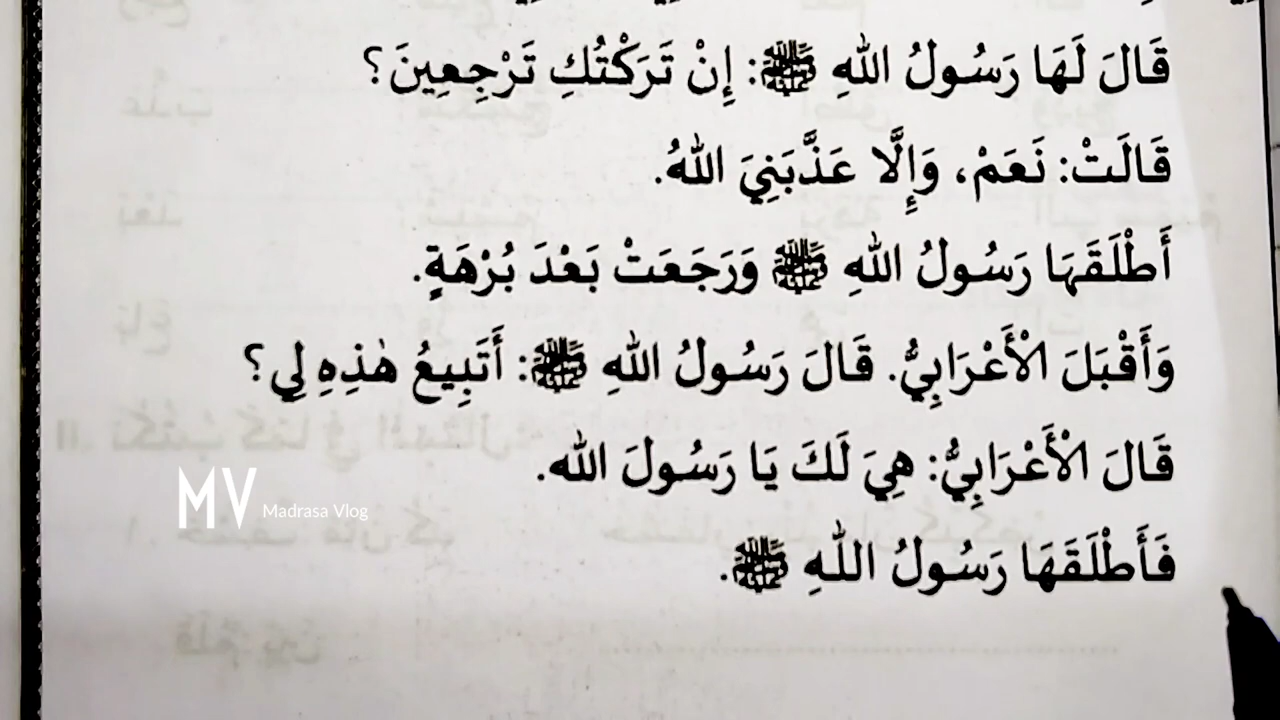 قَالَ لَهَا رَسُولُ اللهِ ﷺ: إِنْ تَرَكْتُكِ تَرْجِعِينَ؟
قَالَتْ: نَعَمْ، وَإِلَّا عَذَّبَنِيَ اللهُ.
أَطْلَقَهَا رَسُولُ اللهِ ﷺ وَرَجَعَتْ بَعْدَ بُرْهَةٍ.
وَأَقْبَلَ الْأَعْرَابِيُّ. قَالَ رَسُولُ اللهِ ﷺ: أَتَبِيعُ هٰذِهِ لِي؟
قَالَ الْأَعْرَابِيُّ: هِيَ لَكَ يَا رَسُولَ الله.
MV Madrasa Vlog
فَأَطْلَقَهَا رَسُولُ اللّٰهِ ﷺ.